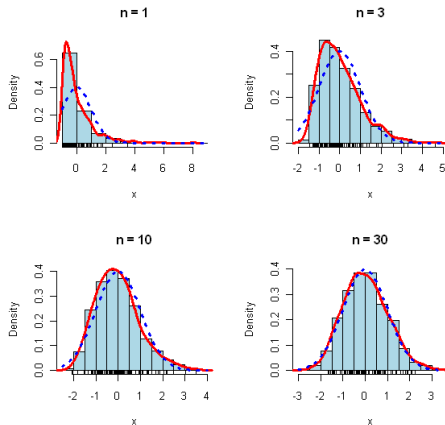 n = 1
Density
0.0 0.2 0.4 0.6
0 2 4 6 8
x
n = 3
Density
0.0 0.2 0.4
-2 -1 0 1 2 3 4 5
x
n = 10
Density
0.0 0.1 0.2 0.3 0.4
-2 -1 0 1 2 3 4
x
n = 30
Density
0.0 0.1 0.2 0.3 0.4
-3 -2 -1 0 1 2 3
x